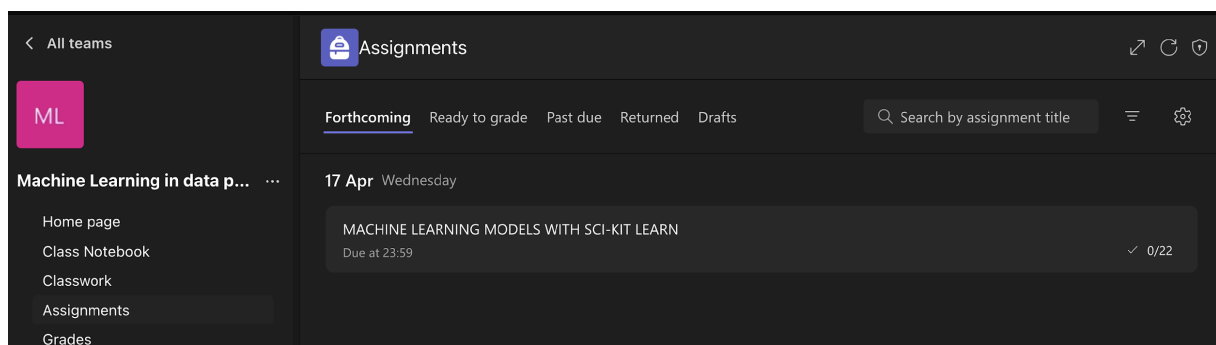 All teams
Assignments
ML
Forthcoming Ready to grade Past due Returned Drafts
Search by assignment title
Machine Learning in data p... ...
17 Apr Wednesday
Home page
Class Notebook
Classwork
Assignments
Grades
MACHINE LEARNING MODELS WITH SCI-KIT LEARN
Due at 23:59
0/22